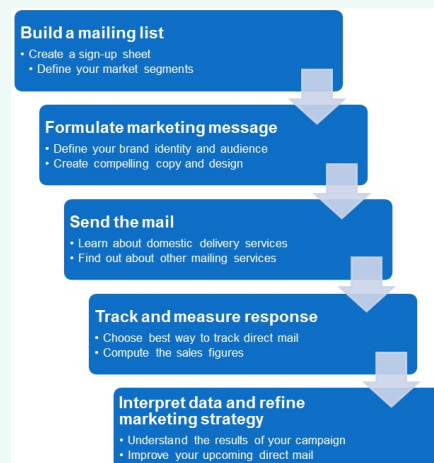 Build a mailing list
• Create a sign-up sheet
• Define your market segments
Formulate marketing message
• Define your brand identity and audience
• Create compelling copy and design
Send the mail
• Learn about domestic delivery services
• Find out about other mailing services
Track and measure response
• Choose best way to track direct mail
• Compute the sales figures
Interpret data and refine
marketing strategy
• Understand the results of your campaign
• Improve your upcoming direct mail